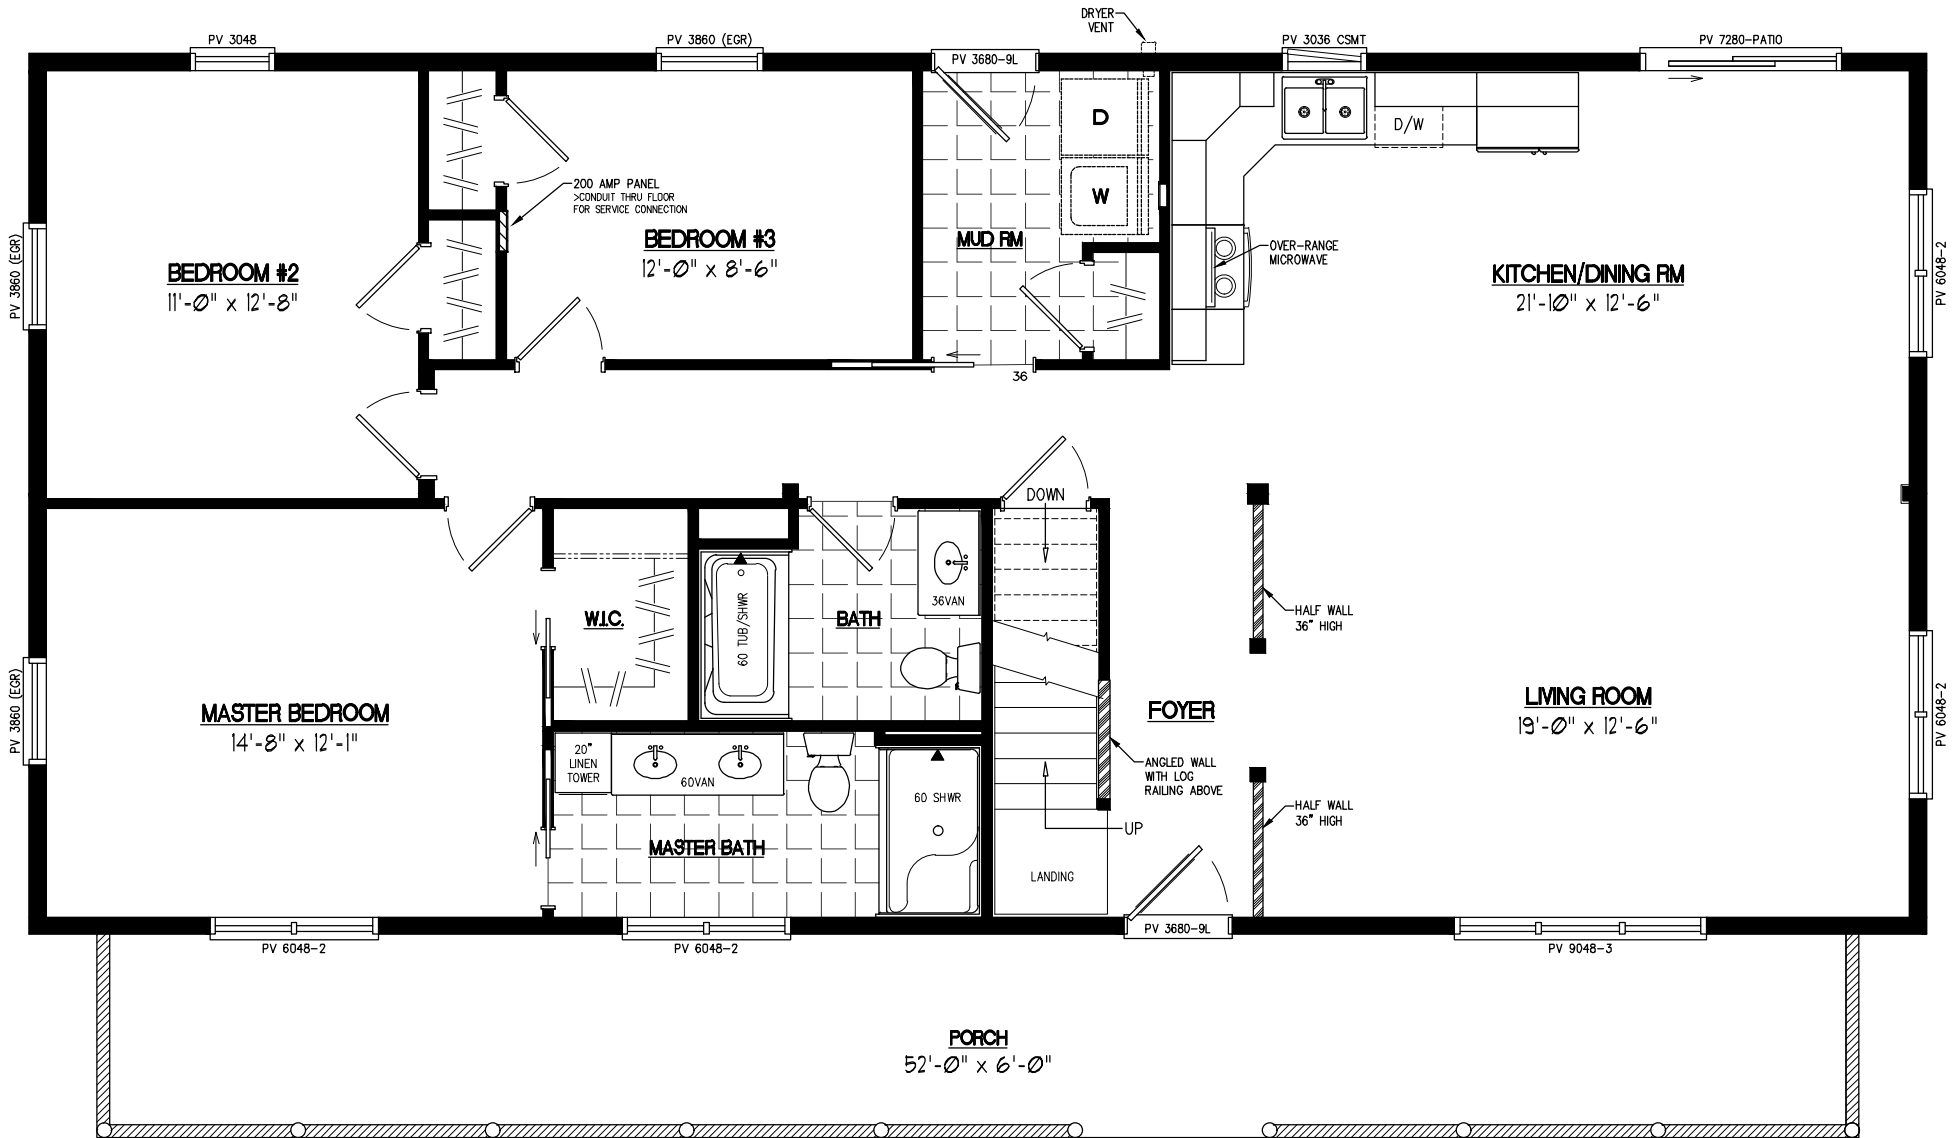 DRYER
VENT
PV 3048
PV 3860 (EGR)
PV 3680-9L
PV 3036 CSMT
PV 7280-PATIO
D
D/W
W
200 AMP PANEL
>CONDUIT THRU FLOOR
FOR SERVICE CONNECTION
BEDROOM #3
12'-0" x 8'-6"
MUD RM
OVER-RANGE
MICROWAVE
PV 3860 (EGR)
BEDROOM #2
11'-0" x 12'-8"
KITCHEN/DINING RM
21'-10" x 12'-6"
PV 6048-2
36
DOWN
W.I.C.
60 TUB/SHWR
BATH
36VAN
HALF WALL
36" HIGH
PV 3860 (EGR)
MASTER BEDROOM
14'-8" x 12'-1"
FOYER
LIVING ROOM
19'-0" x 12'-6"
PV 6048-2
20"
LINEN
TOWER
60VAN
60 SHWR
ANGLED WALL
WITH LOG
RAILING ABOVE
HALF WALL
36" HIGH
UP
MASTER BATH
LANDING
PV 6048-2
PV 6048-2
PV 3680-9L
PV 9048-3
PORCH
52'-0" x 6'-0"